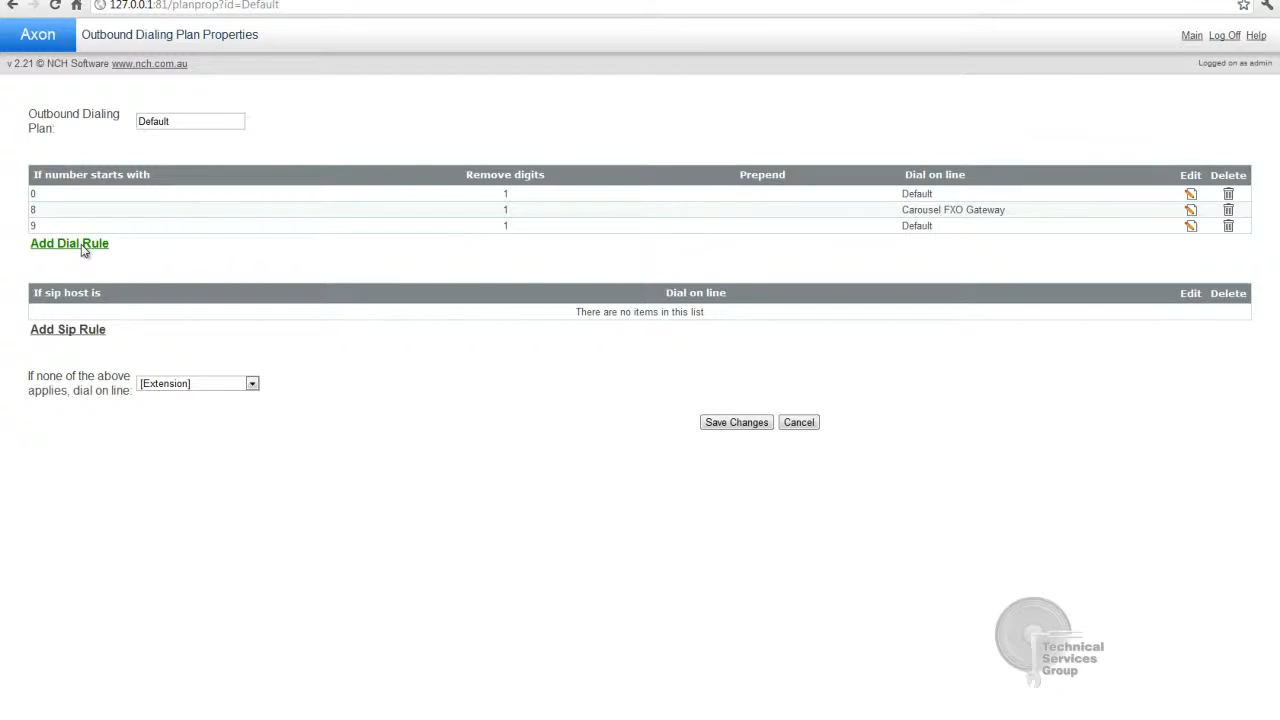 127.0.0.1:81/planprop?id=Default
Axon Outbound Dialing Plan Properties Main Log Off Help
v 2.21 © NCH Software www.nch.com.au Logged on as admin
Outbound Dialing
Plan: Default
If number starts with Remove digits Prepend Dial on line Edit Delete
0 1 Default
8 1 Carousel FXO Gateway
9 1 Default
Add Dial Rule
If sip host is Dial on line Edit Delete
There are no items in this list
Add Sip Rule
If none of the above
applies, dial on line: [Extension]
Save Changes Cancel
Technical
Services
Group